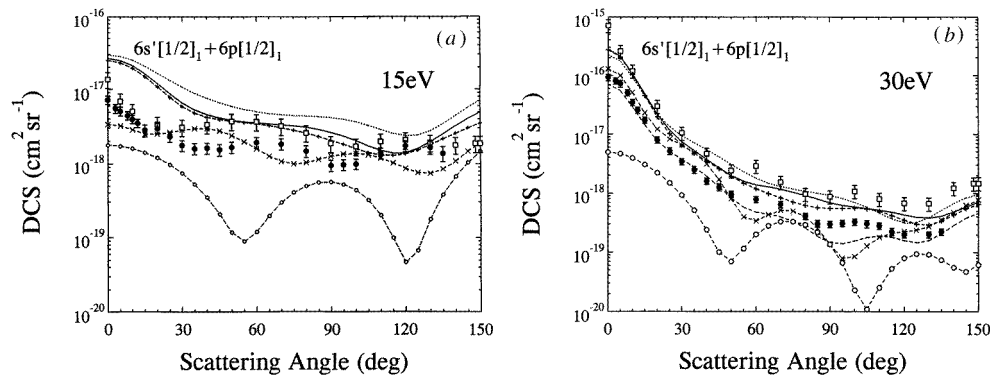 10⁻¹⁶
10⁻¹⁷
10⁻¹⁸
10⁻¹⁹
10⁻²⁰
DCS (cm² sr⁻¹)
6s'[1/2]₁+6p[1/2]₁
(a)
15eV
0 30 60 90 120 150
Scattering Angle (deg)
10⁻¹⁵
10⁻¹⁶
10⁻¹⁷
10⁻¹⁸
10⁻¹⁹
10⁻²⁰
DCS (cm² sr⁻¹)
6s'[1/2]₁+6p[1/2]₁
(b)
30eV
0 30 60 90 120 150
Scattering Angle (deg)